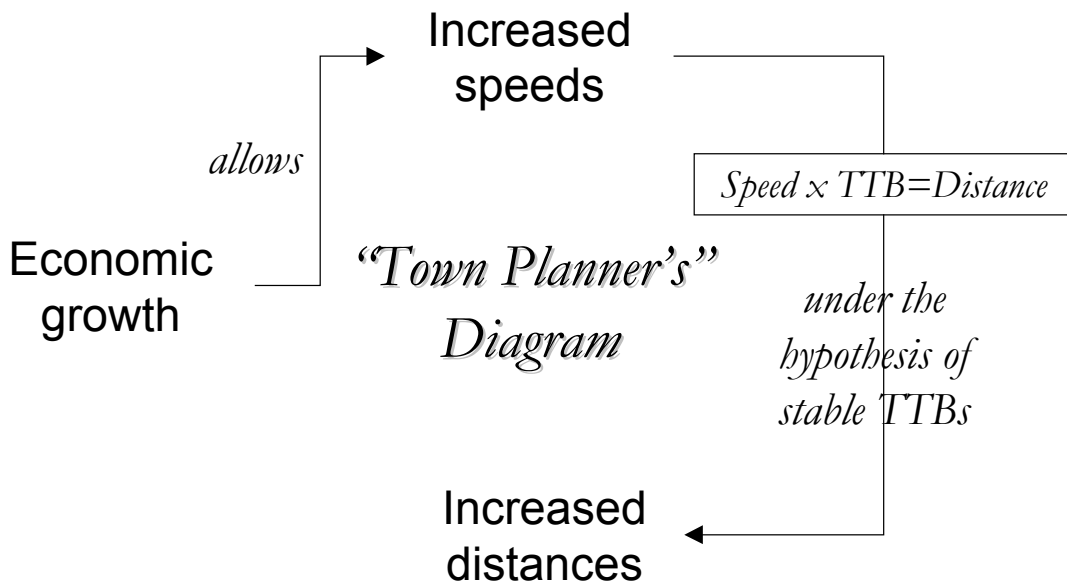 Increased
speeds
allows
Speed x TTB=Distance
Economic
growth
“Town Planner’s”
Diagram
under the
hypothesis of
stable TTBs
Increased
distances